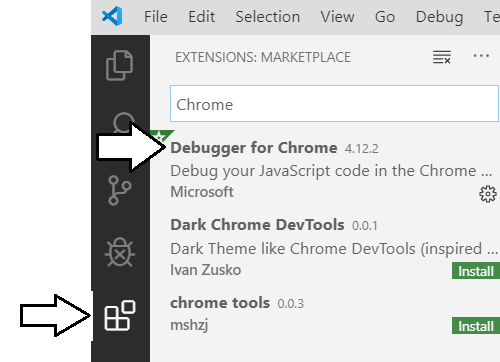 File Edit Selection View Go Debug Te
EXTENSIONS: MARKETPLACE
Chrome
Debugger for Chrome 4.12.2
Debug your JavaScript code in the Chrome ...
Microsoft
Dark Chrome DevTools 0.0.1
Dark Theme like Chrome DevTools (inspired ...
Ivan Zusko Install
chrome tools 0.0.3
mshzj Install